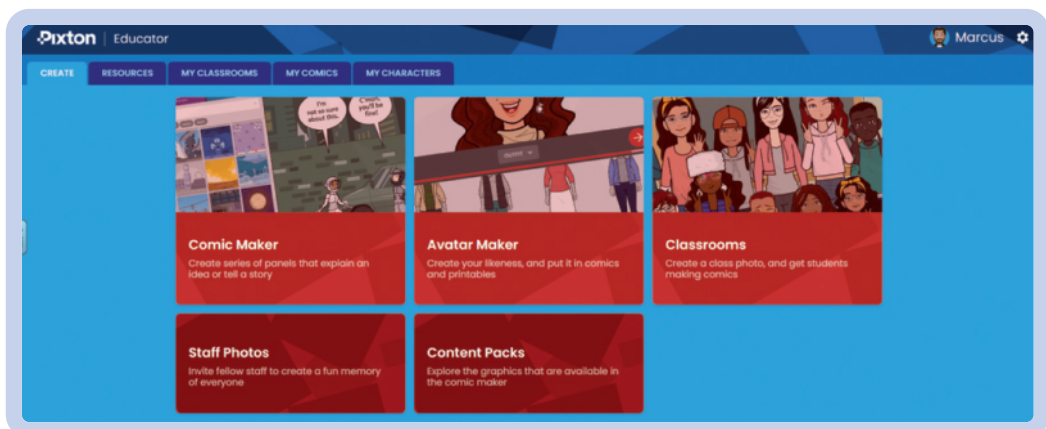 Pixton | Educator
Marcus
CREATE
RESOURCES
MY CLASSROOMS
MY COMICS
MY CHARACTERS
I'm not so sure about this.
C'mon, you'll be fine!
OUTFIT
Comic Maker
Create series of panels that explain an
idea or tell a story
Avatar Maker
Create your likeness, and put it in comics
and printables
Classrooms
Create a class photo, and get students
making comics
Staff Photos
Invite fellow staff to create a fun memory
of everyone
Content Packs
Explore the graphics that are available in
the comic maker